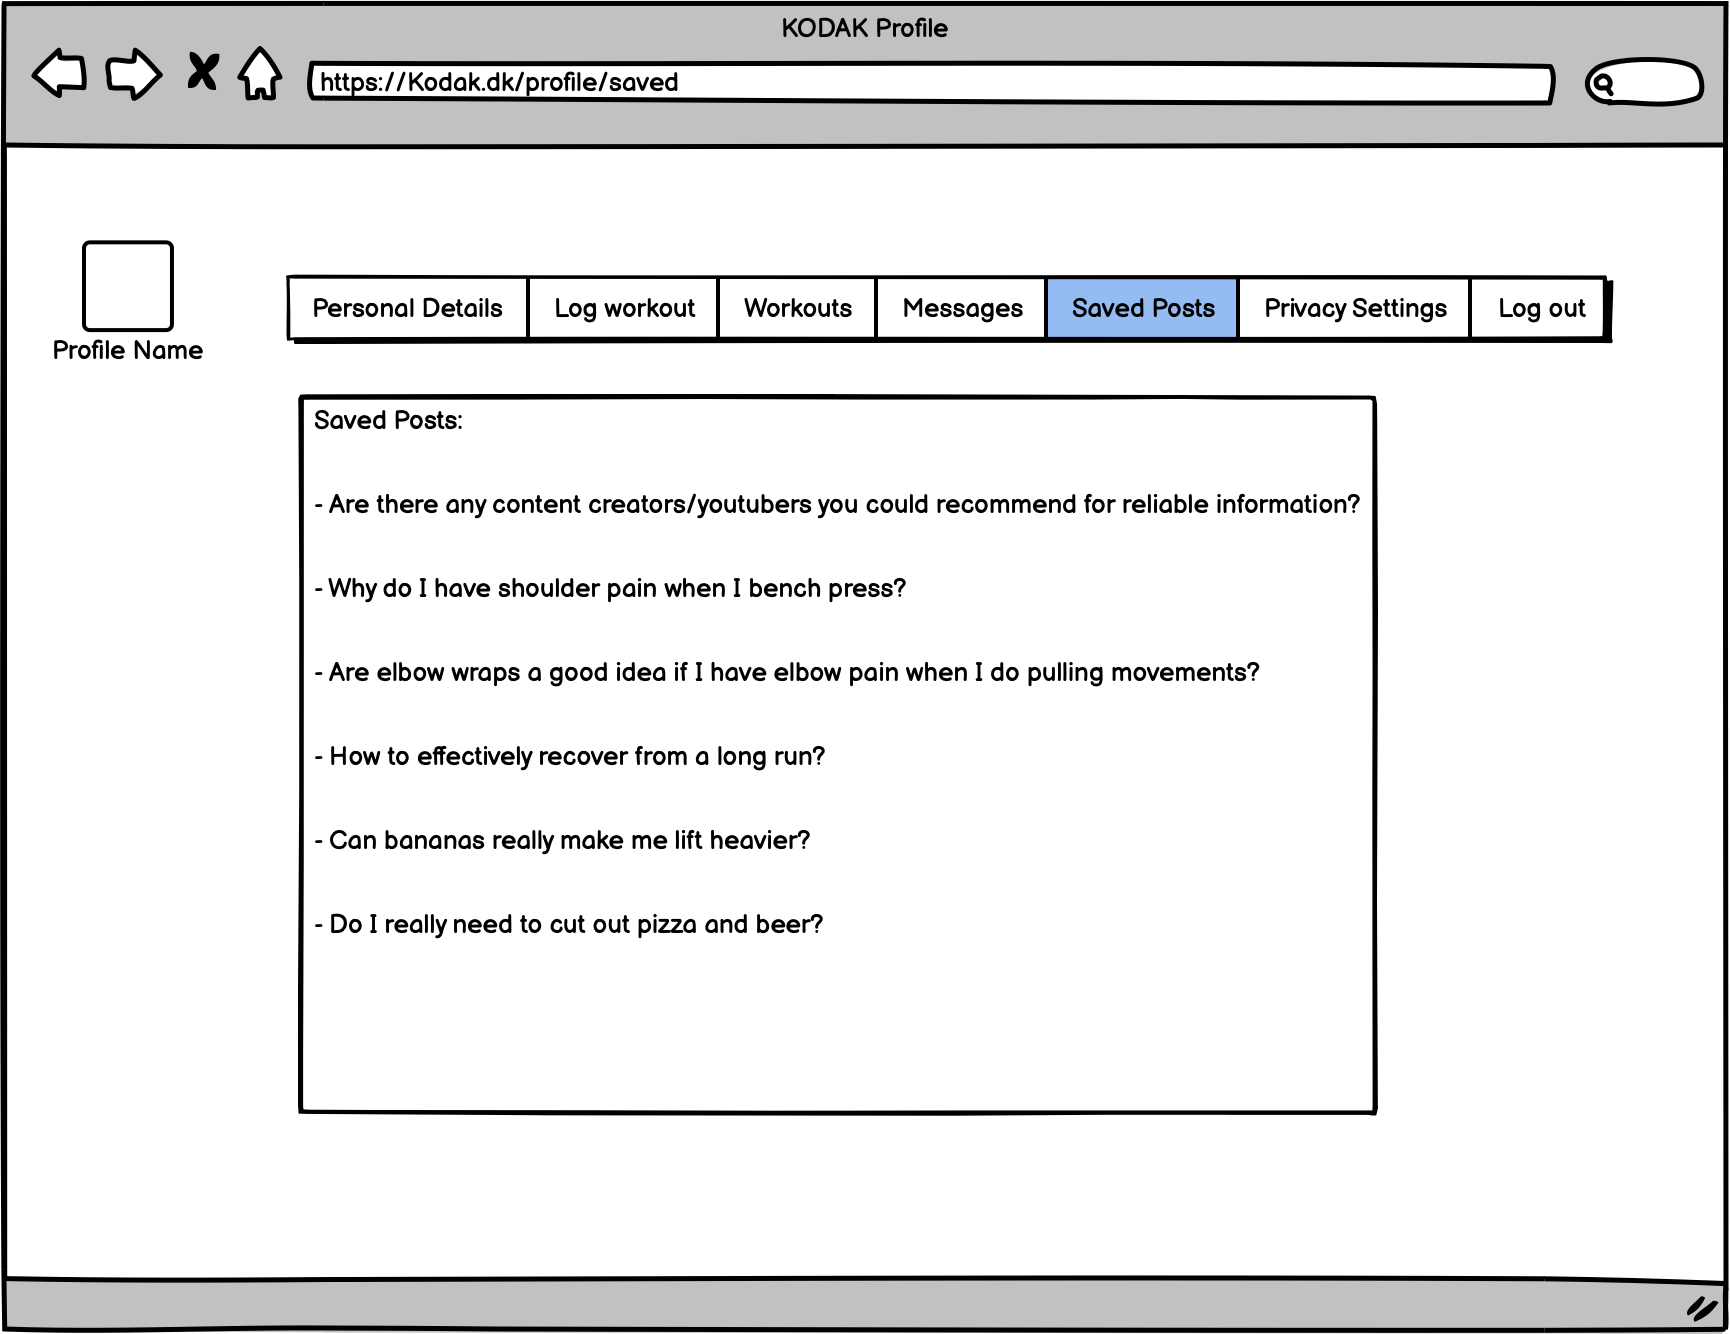 KODAK Profile
https://Kodak.dk/profile/saved
Profile Name
Personal Details
Log workout
Workouts
Messages
Saved Posts
Privacy Settings
Log out
Saved Posts:
- Are there any content creators/youtubers you could recommend for reliable information?
- Why do I have shoulder pain when I bench press?
- Are elbow wraps a good idea if I have elbow pain when I do pulling movements?
- How to effectively recover from a long run?
- Can bananas really make me lift heavier?
- Do I really need to cut out pizza and beer?